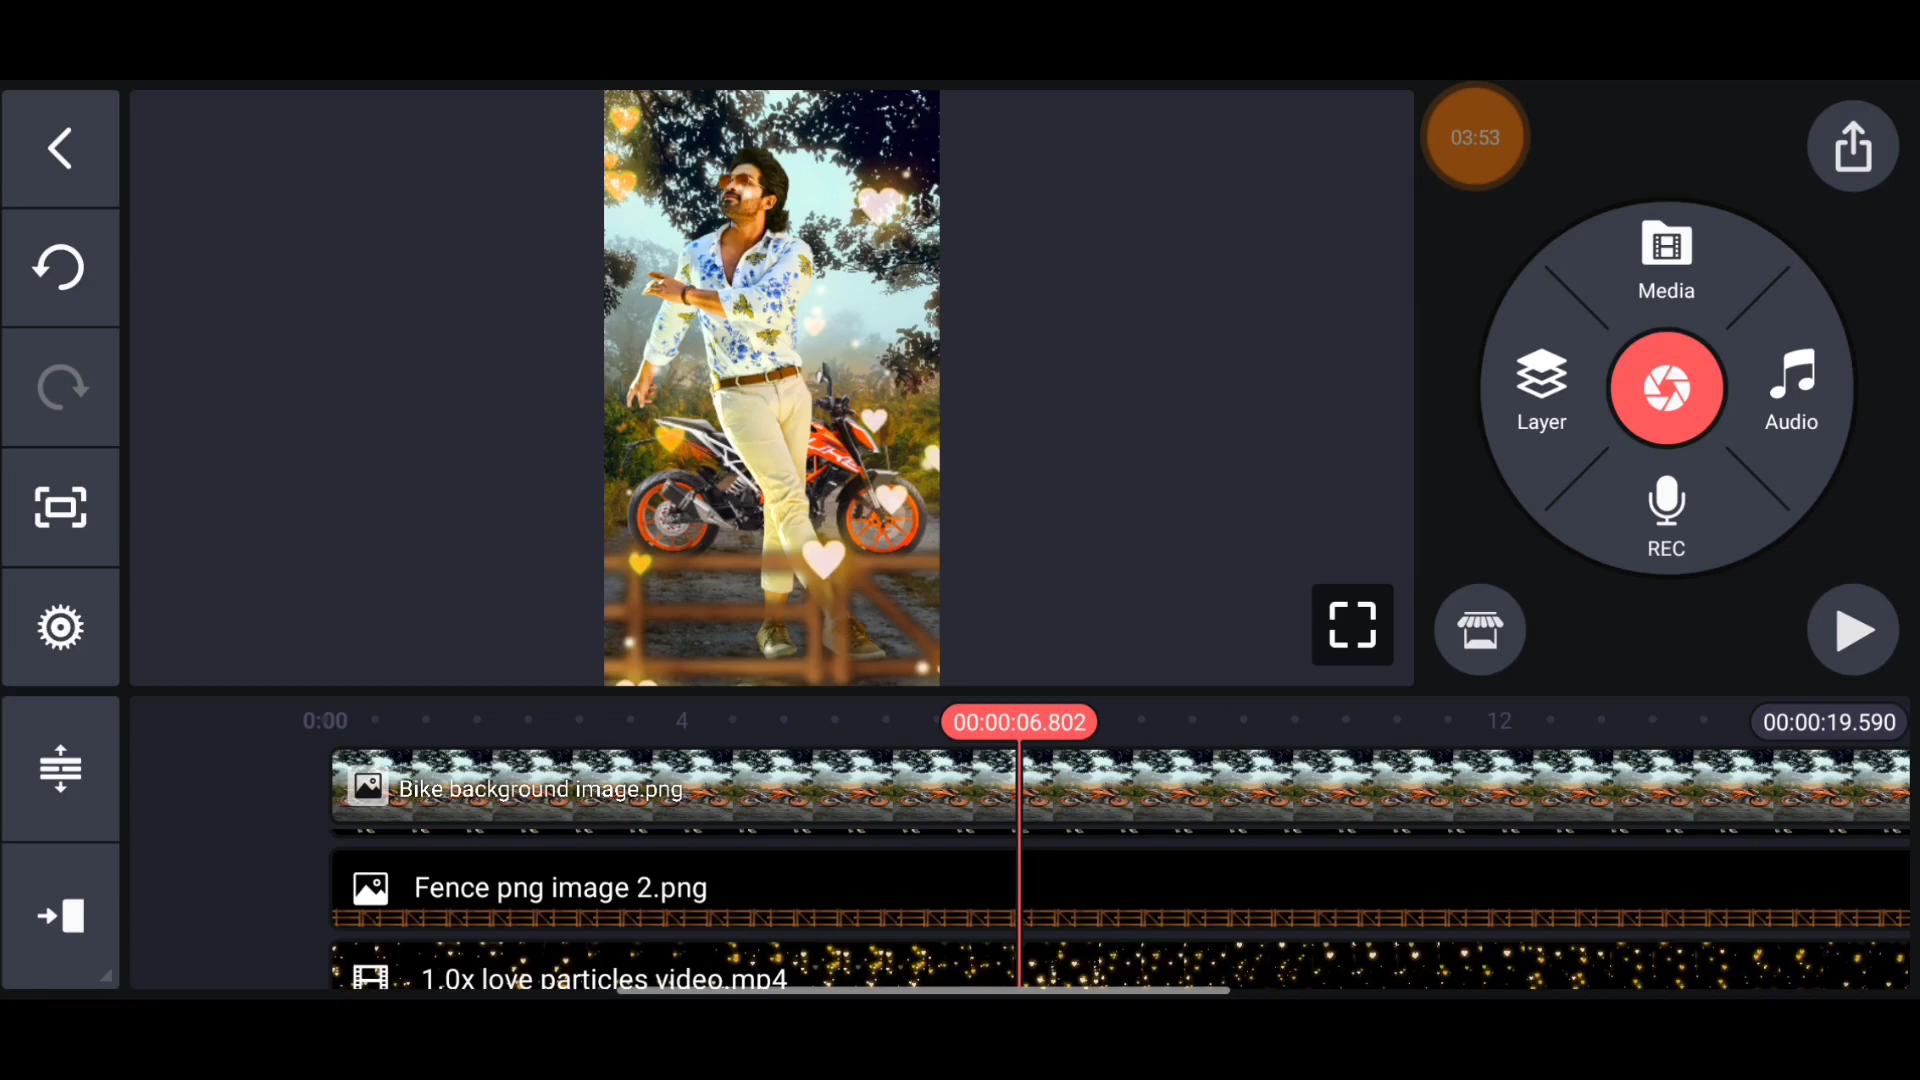 03:53
Media
Layer
Audio
REC
0:00
4
00:00:06.802
12
00:00:19.590
Bike background image.png
Fence png image 2.png
1.0x love particles video.mp4